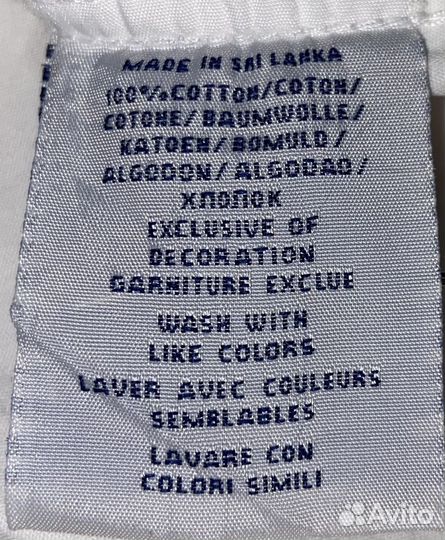 MADE IN SRI LANKA
100% COTTON/COTON/
COTONE/BAUMWOLLE/
KATOEN/BOMULD/
ALGODON/ALGODAO/
ХЛОПОК
EXCLUSIVE OF
DECORATION
GARNITURE EXCLUE
WASH WITH
LIKE COLORS
LAVER AVEC COULEURS
SEMBLABLES
LAVARE CON
COLORI SIMILI
Avito